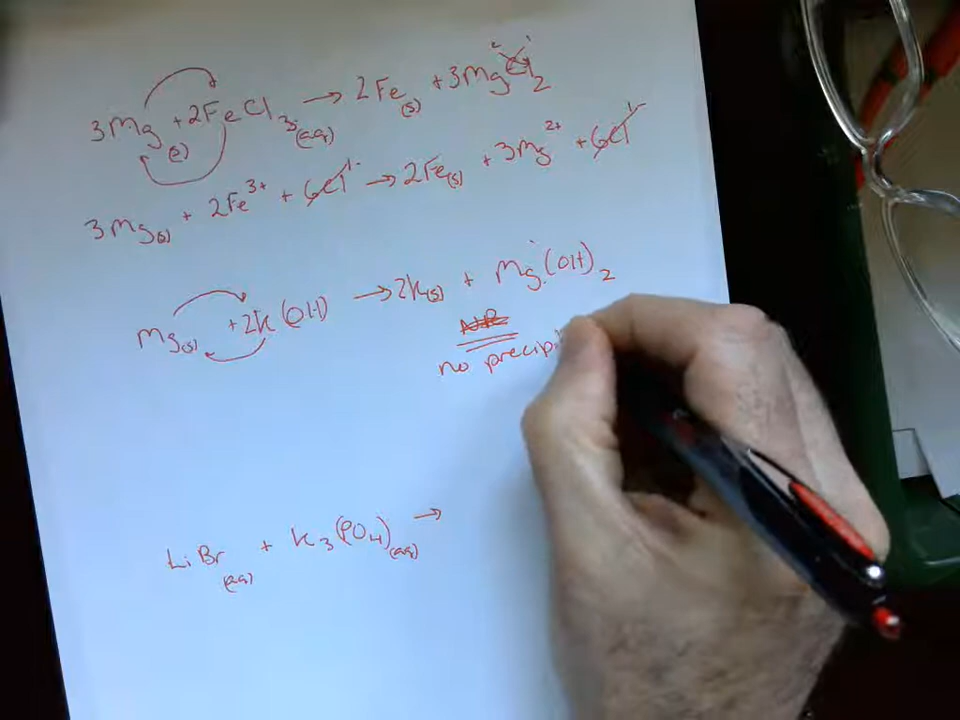 3Mg(s) + 2FeCl3(aq) → 2Fe(s) + 3MgCl2
3Mg(s) + 2Fe3+ + 6Cl1- → 2Fe(s) + 3Mg2+ + 6Cl1-
Mg(s) + 2K(OH) → 2K(s) + Mg(OH)2
no precipi
LiBr(aq) + K3(PO4)(aq) →